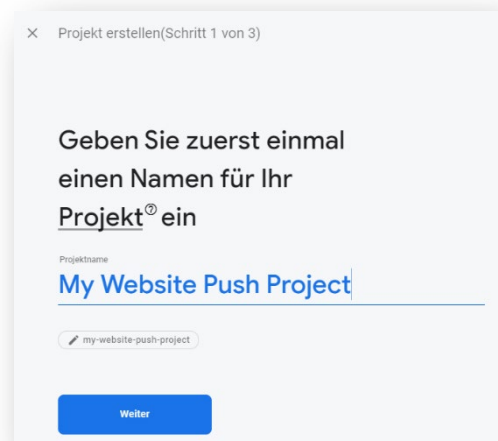 × Projekt erstellen(Schritt 1 von 3)
Geben Sie zuerst einmal
einen Namen für Ihr
Projekt ein
Projektname
My Website Push Project
my-website-push-project
Weiter